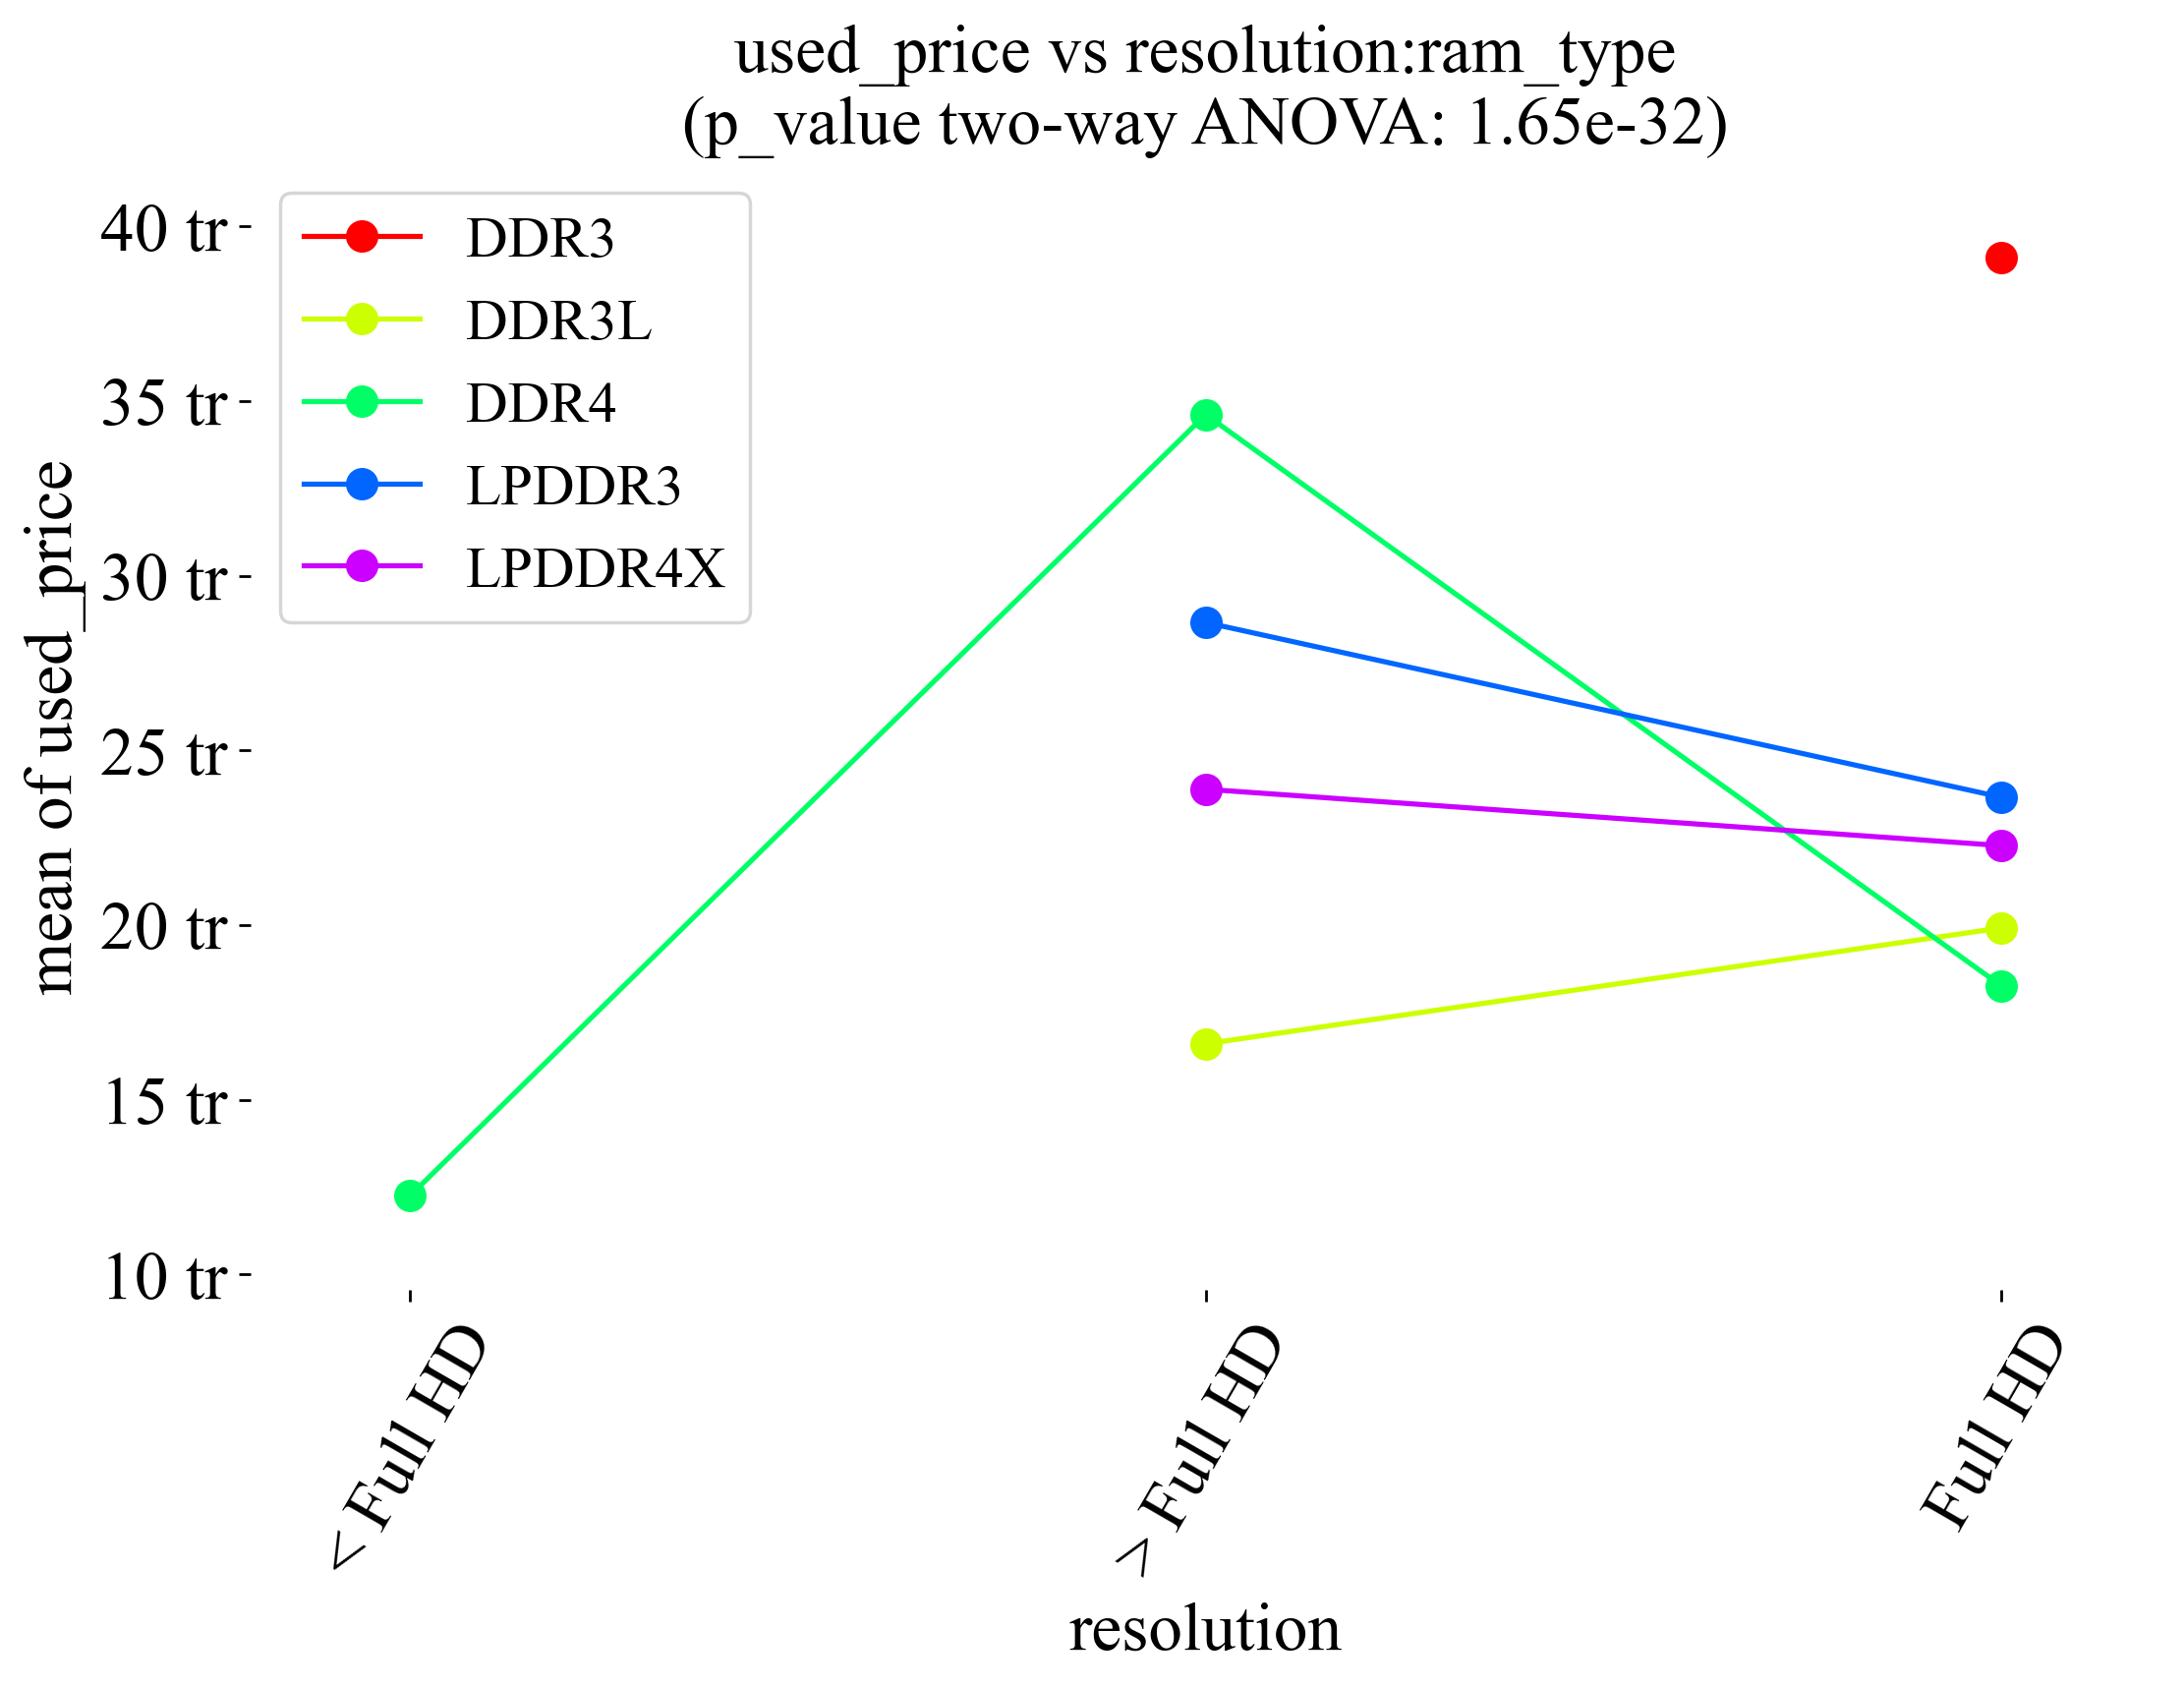 used_price vs resolution:ram_type
(p_value two-way ANOVA: 1.65e-32)
DDR3
DDR3L
DDR4
LPDDR3
LPDDR4X
mean of used_price
40 tr
35 tr
30 tr
25 tr
20 tr
15 tr
10 tr
< Full HD
> Full HD
Full HD
resolution